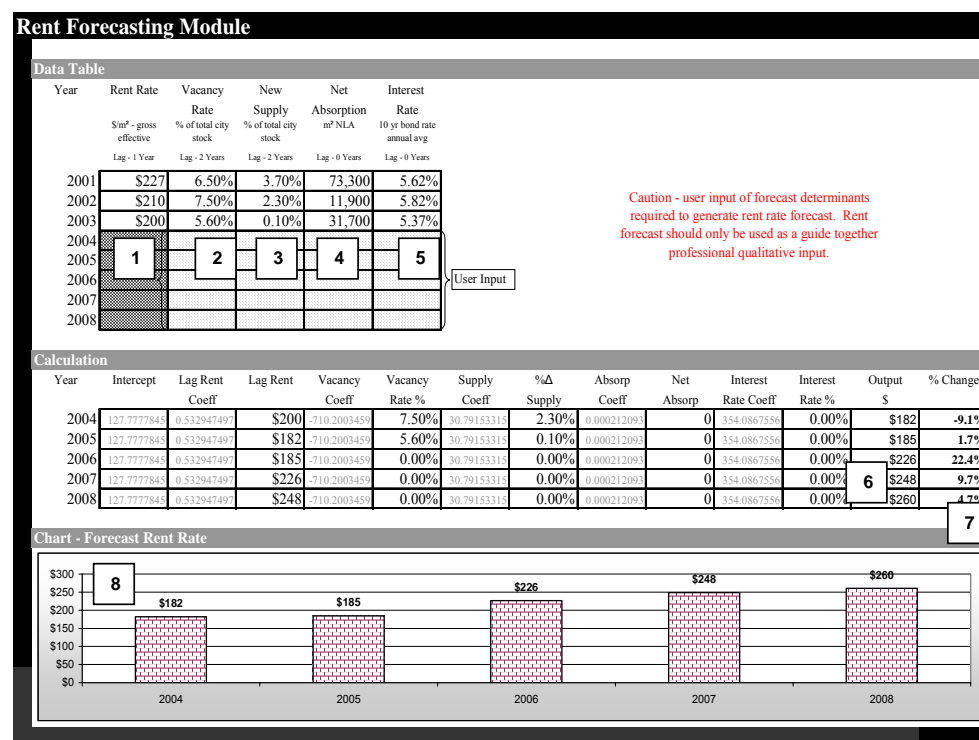 Rent Forecasting Module
Data Table
Year Rent Rate Vacancy New Net Interest
Rate Supply Absorption Rate
$/m² - gross % of total city % of total city m² NLA 10 yr bond rate
effective stock stock annual avg
Lag - 1 Year Lag - 2 Years Lag - 2 Years Lag - 0 Years Lag - 0 Years
2001 $227 6.50% 3.70% 73,300 5.62%
2002 $210 7.50% 2.30% 11,900 5.82%
2003 $200 5.60% 0.10% 31,700 5.37%
2004
2005 1 2 3 4 5
2006
2007
2008
User Input
Caution - user input of forecast determinants
required to generate rent rate forecast. Rent
forecast should only be used as a guide together
professional qualitative input.
Calculation
Year Intercept Lag Rent Lag Rent Vacancy Vacancy Supply %Δ Absorp Net Interest Interest Output % Change
Coeff Coeff Rate % Coeff Supply Coeff Absorp Rate Coeff Rate % $
2004 127.7777845 0.532947497 $200 -710.2003459 7.50% 30.79153315 2.30% 0.000212093 0 354.0867556 0.00% $182 -9.1%
2005 127.7777845 0.532947497 $182 -710.2003459 5.60% 30.79153315 0.10% 0.000212093 0 354.0867556 0.00% $185 1.7%
2006 127.7777845 0.532947497 $185 -710.2003459 0.00% 30.79153315 0.00% 0.000212093 0 354.0867556 0.00% $226 22.4%
2007 127.7777845 0.532947497 $226 -710.2003459 0.00% 30.79153315 0.00% 0.000212093 0 354.0867556 0.00% 6 $248 9.7%
2008 127.7777845 0.532947497 $248 -710.2003459 0.00% 30.79153315 0.00% 0.000212093 0 354.0867556 0.00% $260 4.7%
7
Chart - Forecast Rent Rate
8
$300
$250
$200
$150
$100
$50
$0
$182 $185 $226 $248 $260
2004 2005 2006 2007 2008